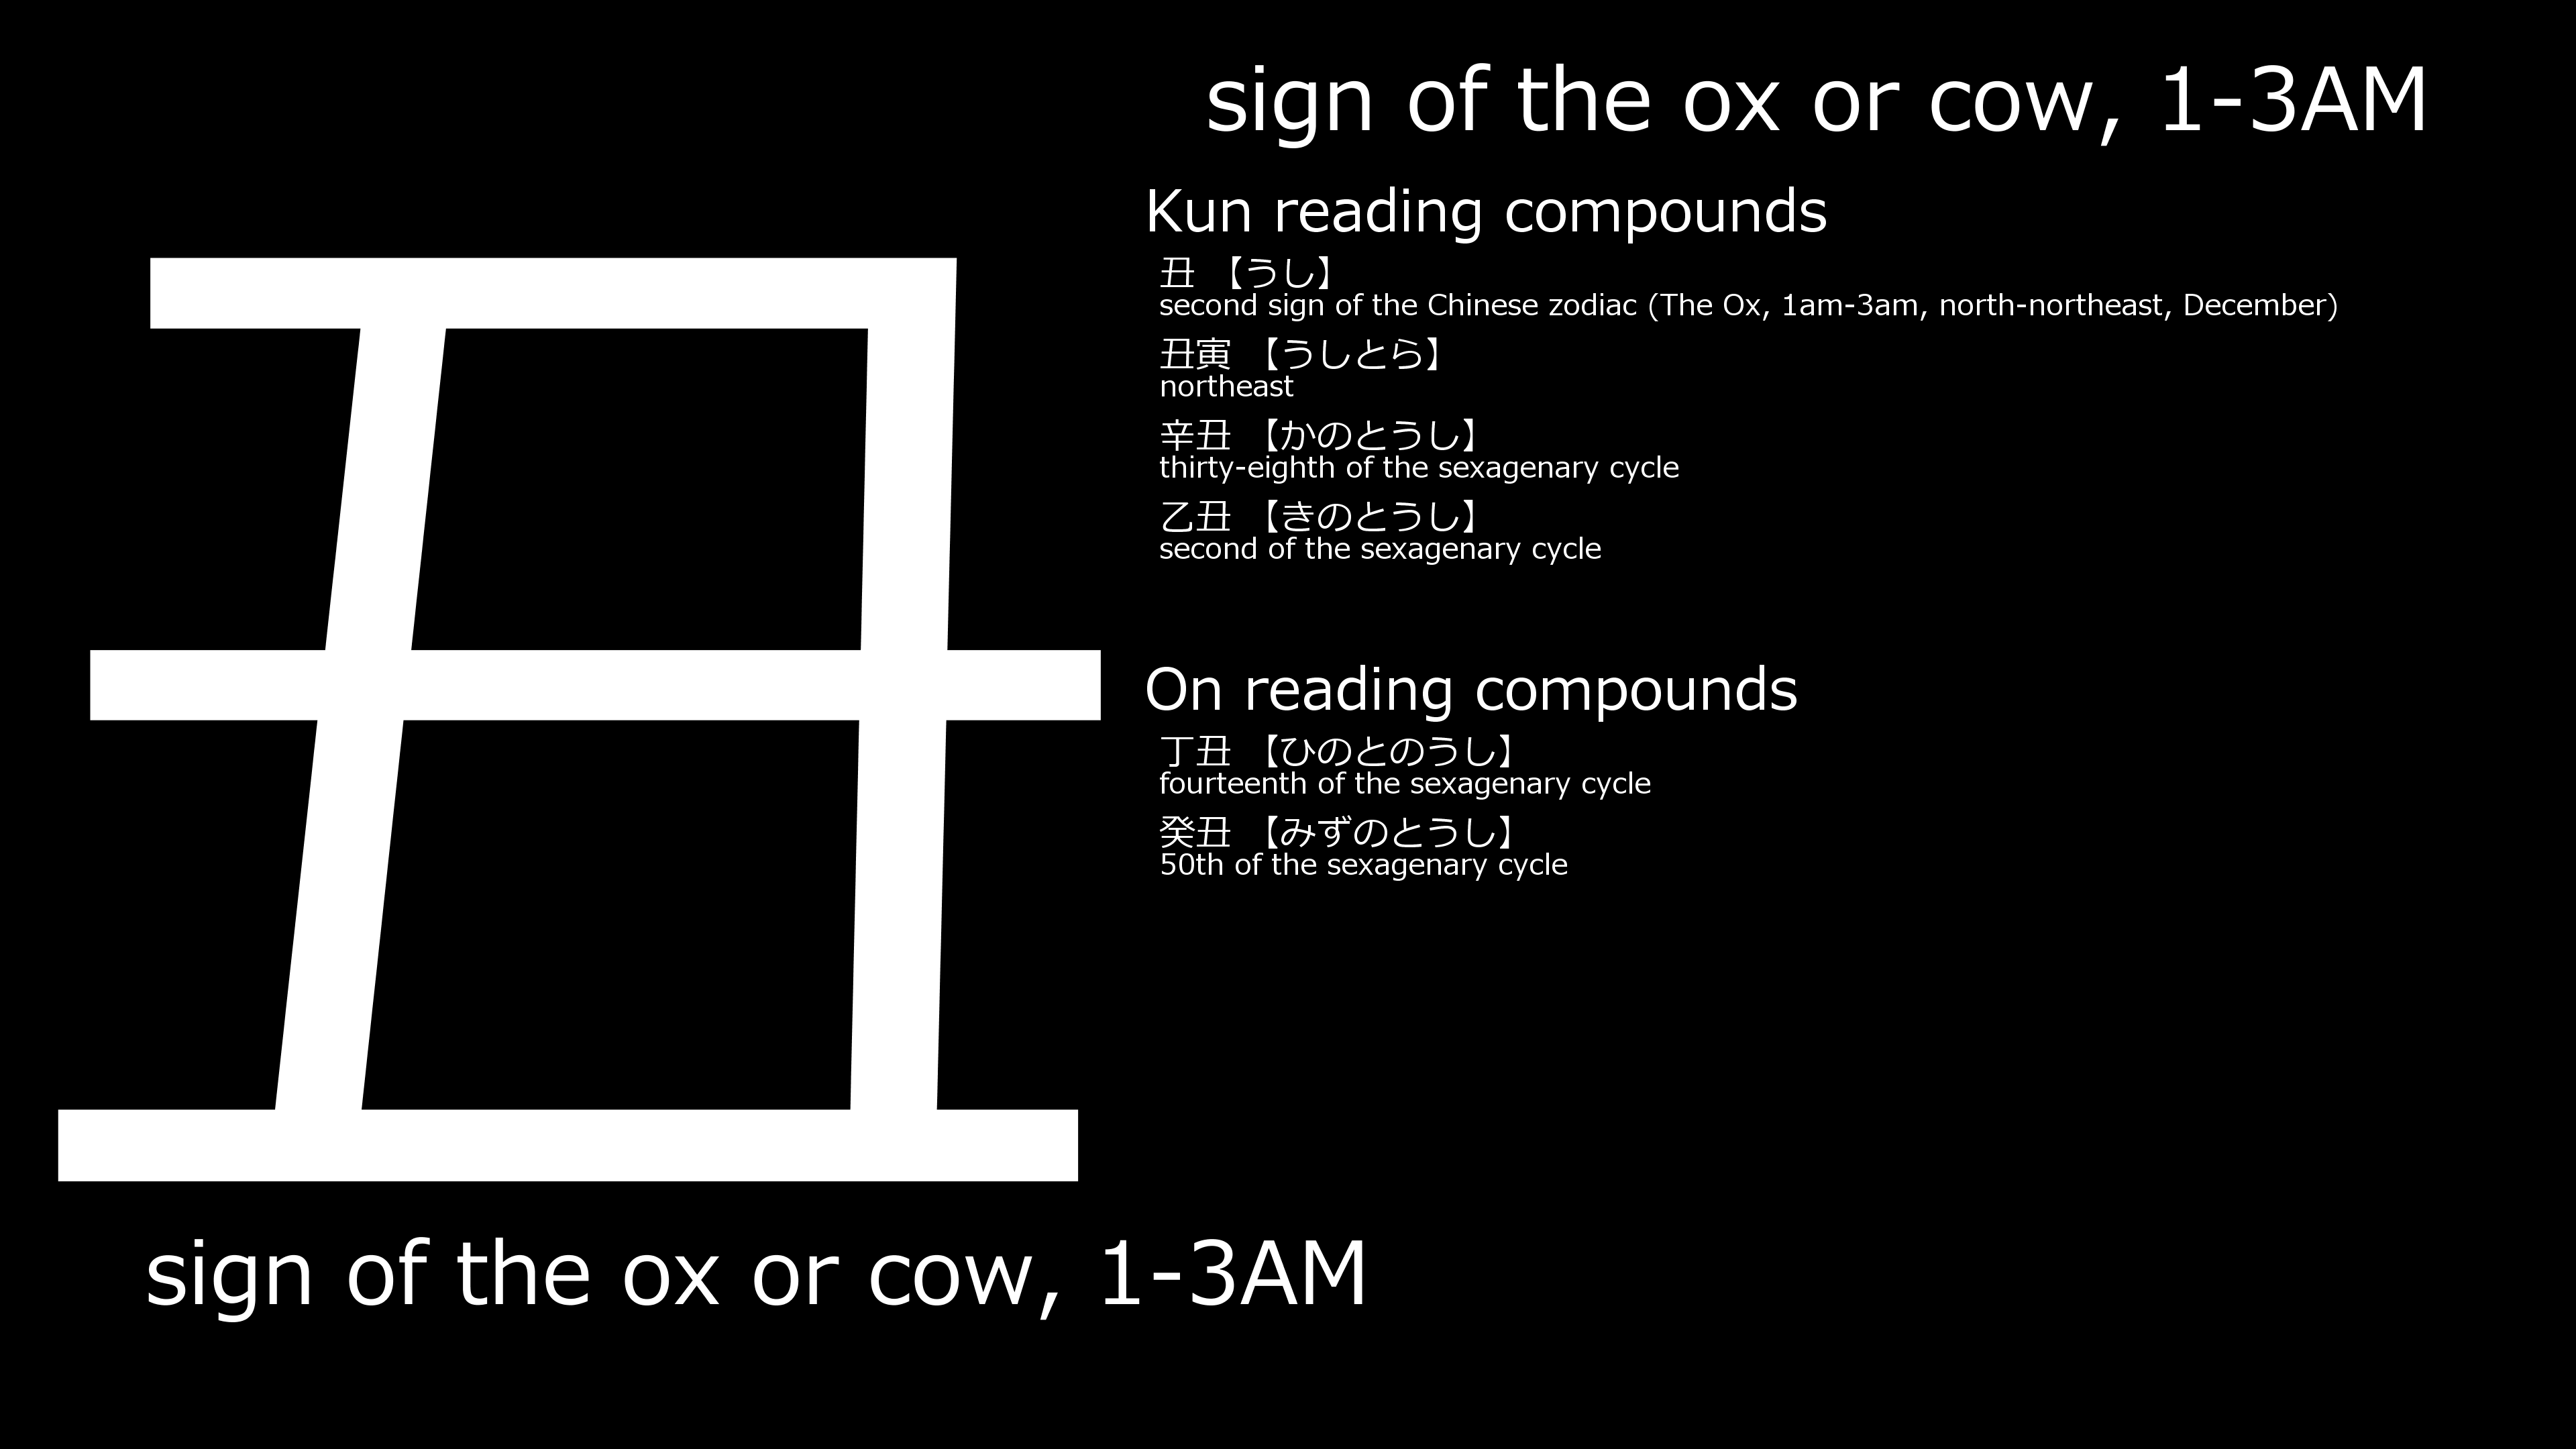 丑
sign of the ox or cow, 1-3AM
sign of the ox or cow, 1-3AM
Kun reading compounds
丑 【うし】
second sign of the Chinese zodiac (The Ox, 1am-3am, north-northeast, December)
丑寅 【うしとら】
northeast
辛丑 【かのとうし】
thirty-eighth of the sexagenary cycle
乙丑 【きのとうし】
second of the sexagenary cycle
On reading compounds
丁丑 【ひのとのうし】
fourteenth of the sexagenary cycle
癸丑 【みずのとうし】
50th of the sexagenary cycle